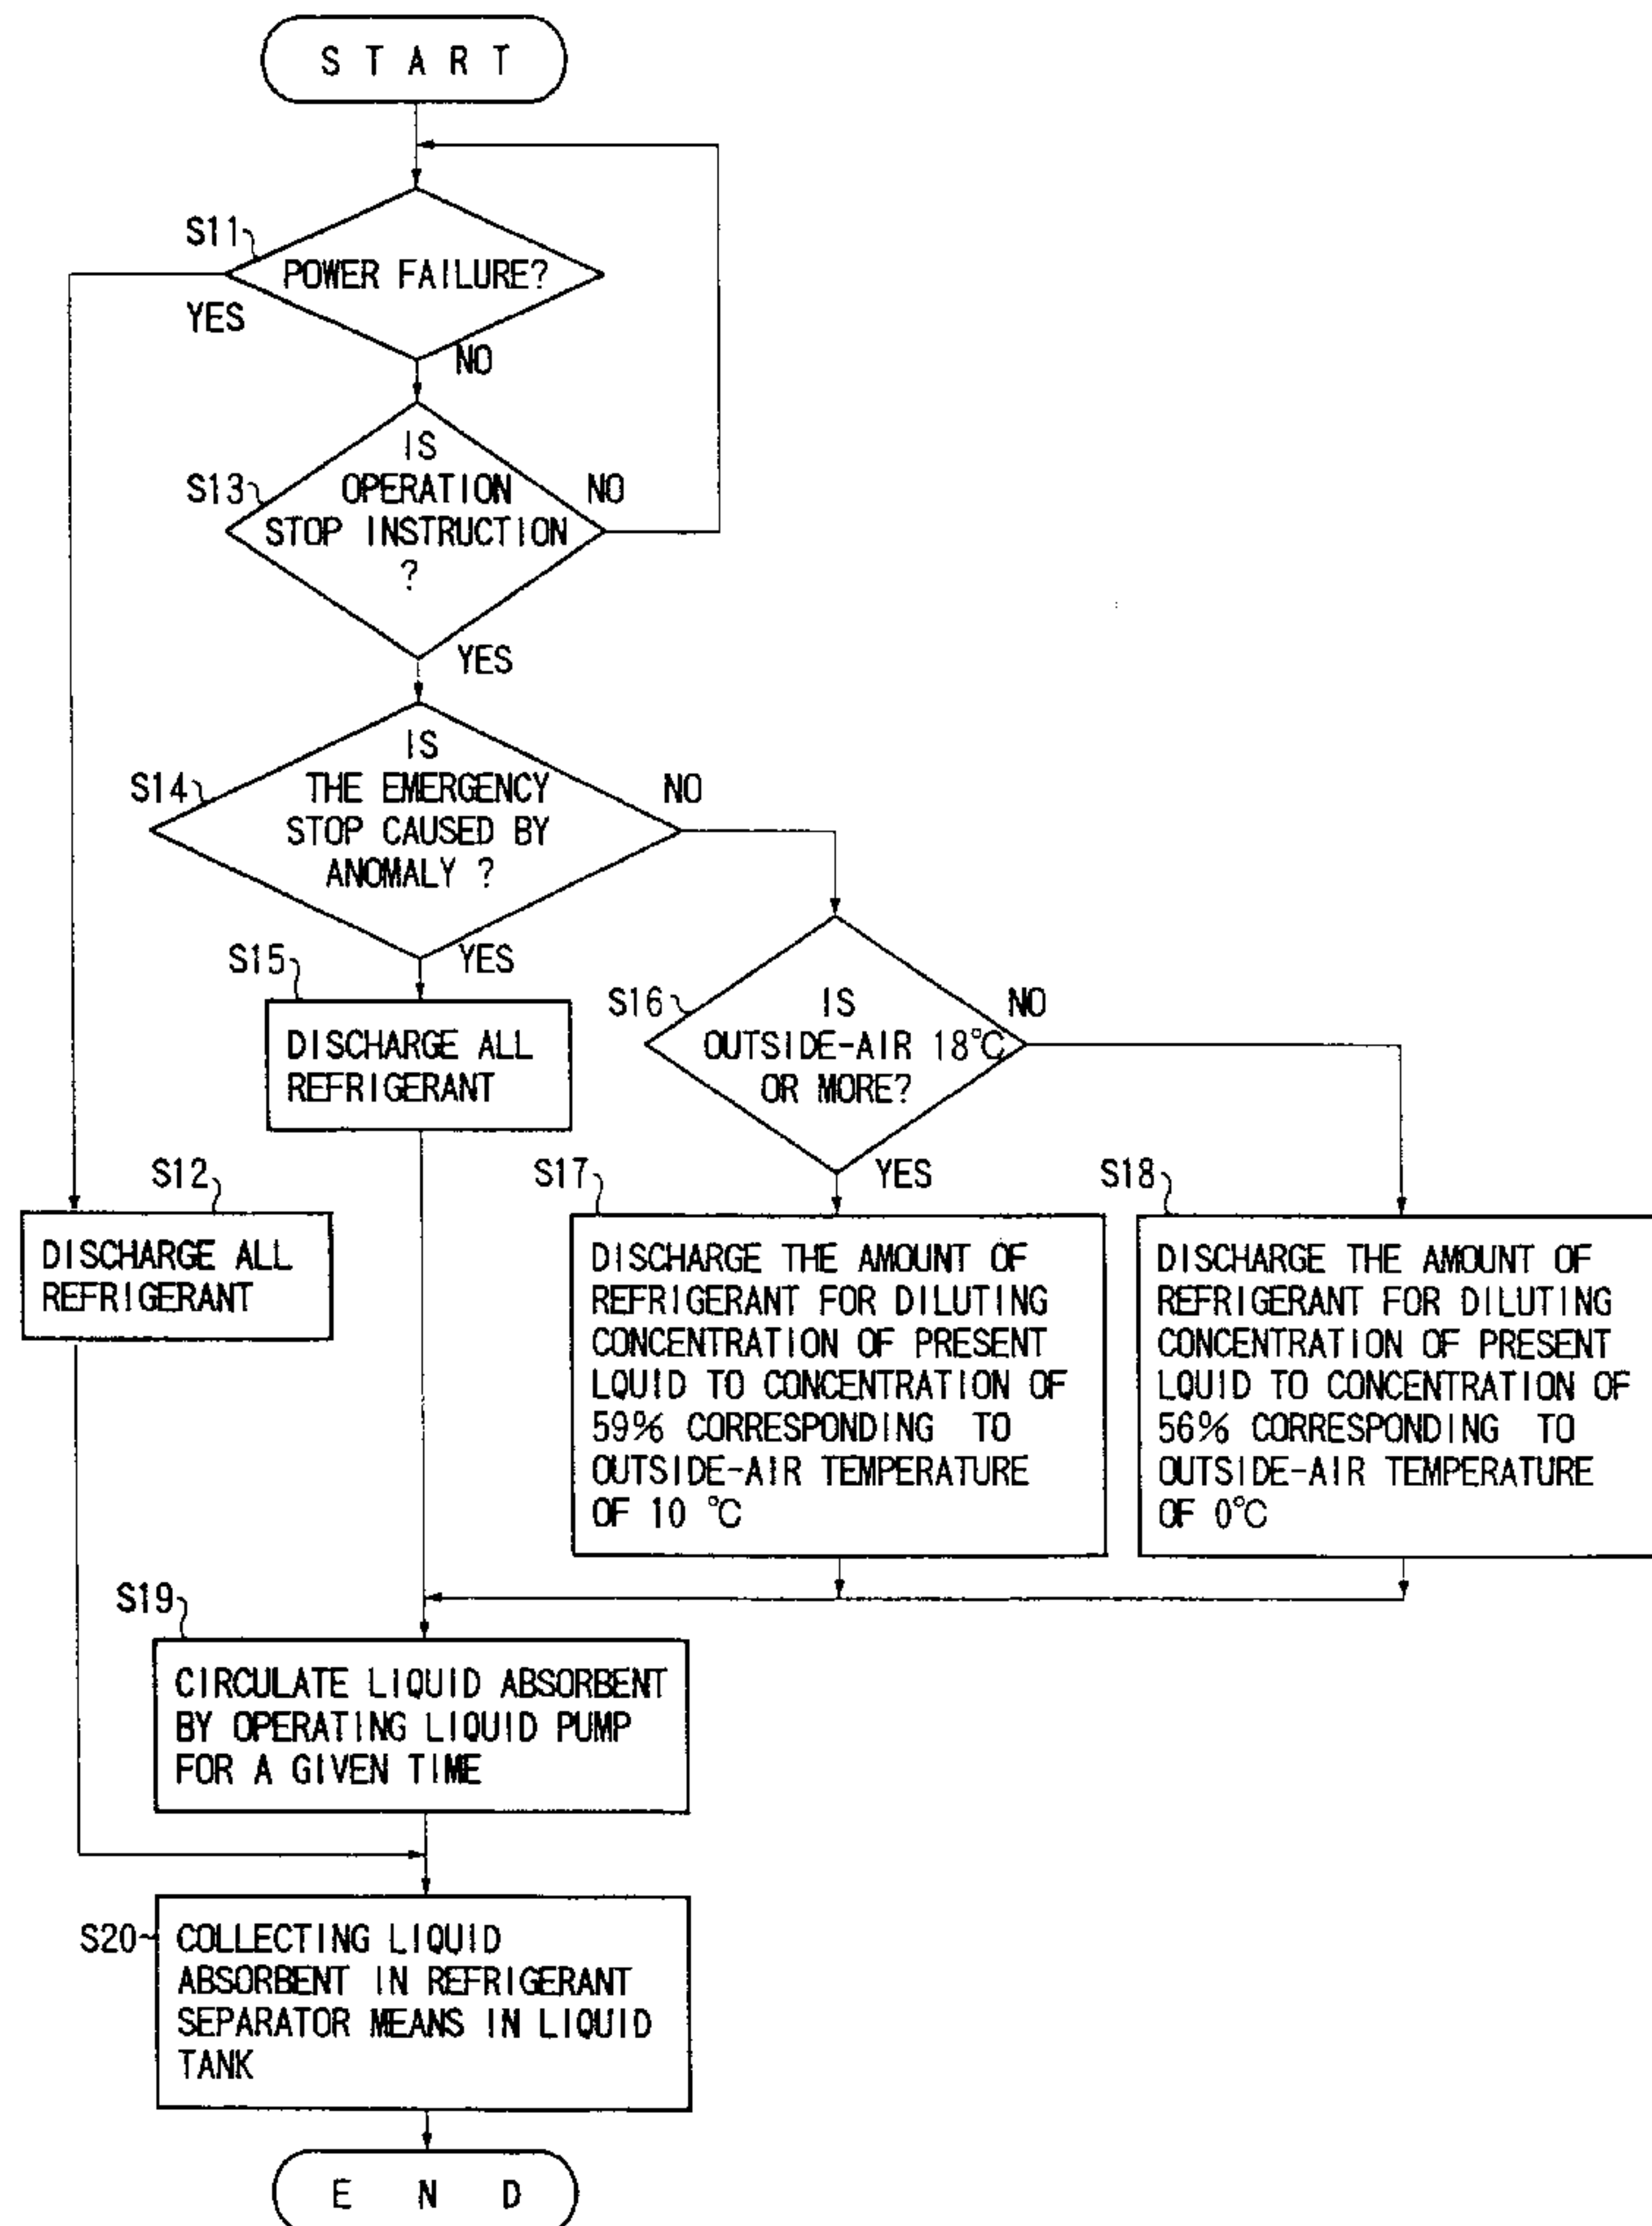 START
S11
POWER FAILURE?
YES
NO
IS
S13
OPERATION
NO
STOP INSTRUCTION
?
YES
IS
S14
THE EMERGENCY
NO
STOP CAUSED BY
ANOMALY ?
YES
S15
DISCHARGE ALL
REFRIGERANT
S16
IS
NO
OUTSIDE-AIR 18°C
OR MORE?
YES
S12
DISCHARGE ALL
REFRIGERANT
S17
DISCHARGE THE AMOUNT OF
REFRIGERANT FOR DILUTING
CONCENTRATION OF PRESENT
LQUID TO CONCENTRATION OF
59% CORRESPONDING TO
OUTSIDE-AIR TEMPERATURE
OF 10 °C
S18
DISCHARGE THE AMOUNT OF
REFRIGERANT FOR DILUTING
CONCENTRATION OF PRESENT
LQUID TO CONCENTRATION OF
56% CORRESPONDING TO
OUTSIDE-AIR TEMPERATURE
OF 0°C
S19
CIRCULATE LIQUID ABSORBENT
BY OPERATING LIQUID PUMP
FOR A GIVEN TIME
S20
COLLECTING LIQUID
ABSORBENT IN REFRIGERANT
SEPARATOR MEANS IN LIQUID
TANK
END